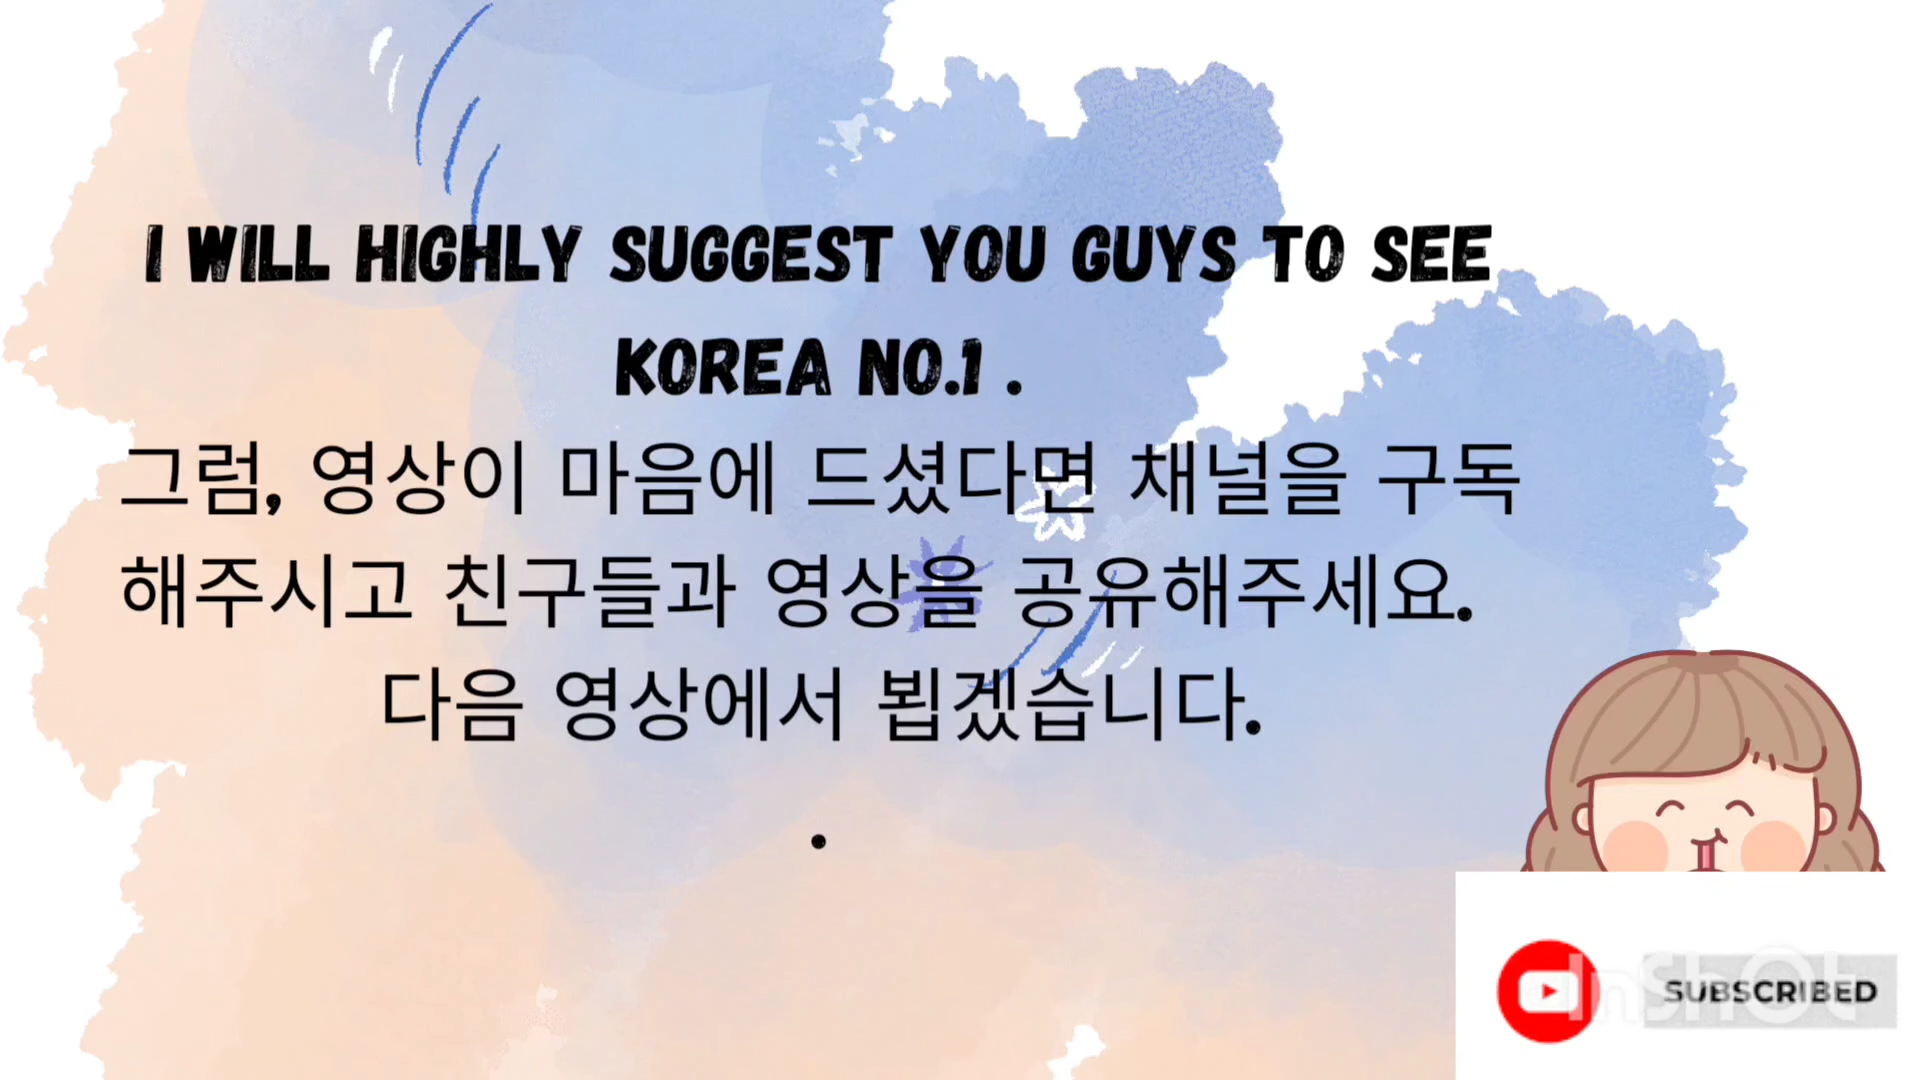 I WILL HIGHLY SUGGEST YOU GUYS TO SEE
KOREA NO.1 .
그럼, 영상이 마음에 드셨다면 채널을 구독
해주시고 친구들과 영상을 공유해주세요.
다음 영상에서 뵙겠습니다.
.
SUBSCRIBED
InShOt